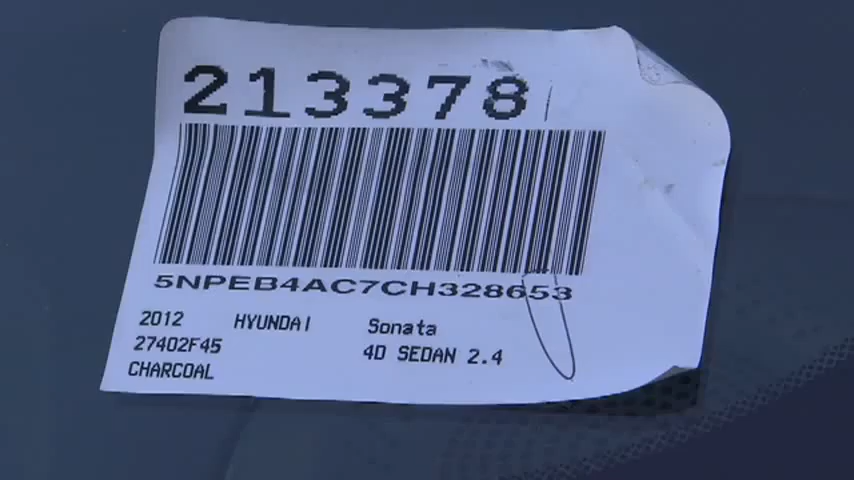 213378
5NPEB4AC7CH328653
2012 HYUNDAI Sonata
27402F45 4D SEDAN 2.4
CHARCOAL